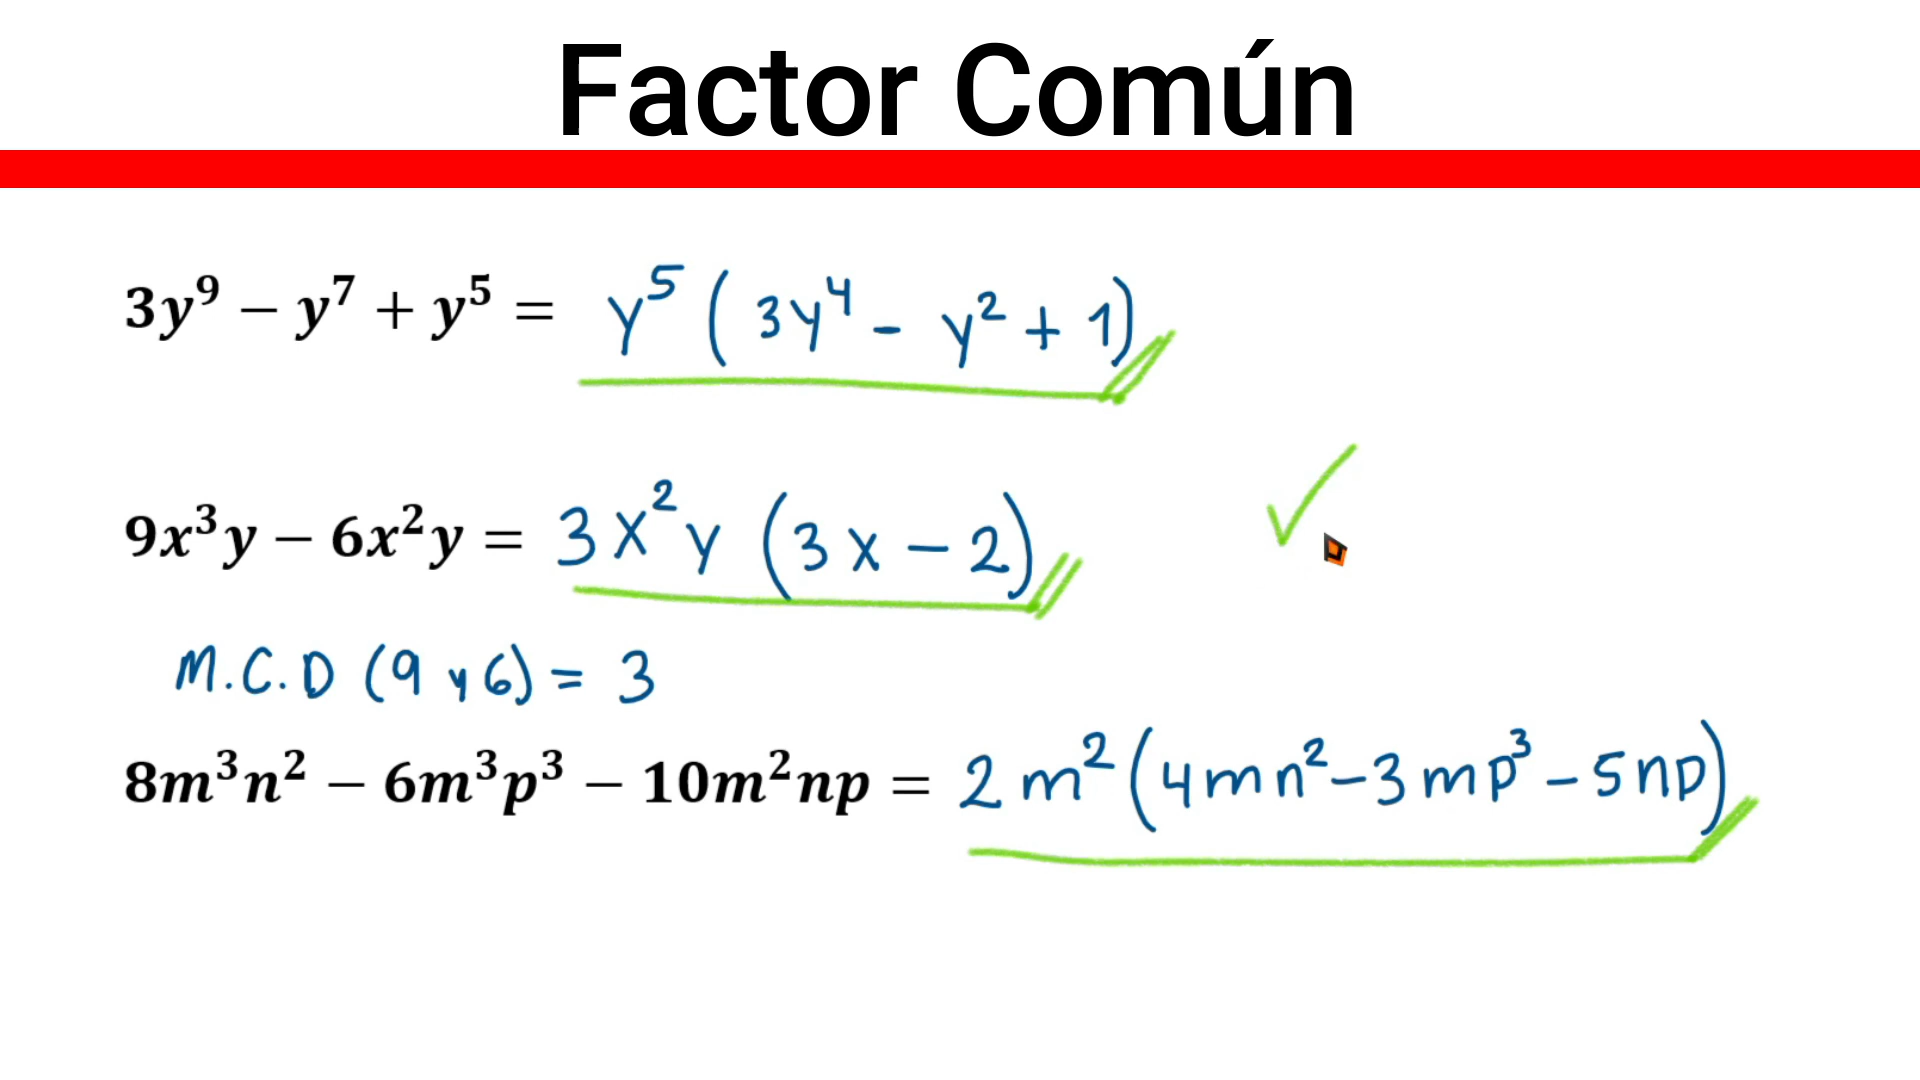 Factor Común
3y⁹ − y⁷ + y⁵ = y⁵ (3y⁴ - y² + 1)
9x³y − 6x²y = 3x²y (3x − 2)
M.C.D (9 y 6) = 3
8m³n² − 6m³p³ − 10m²np = 2m² (4mn² − 3mp³ − 5np)